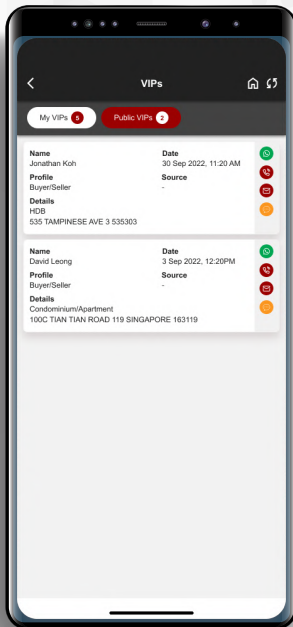 VIPs
My VIPs 5 Public VIPs 2
Name Date
Jonathan Koh 30 Sep 2022, 11:20 AM
Profile Source
Buyer/Seller -
Details
HDB
535 TAMPINESE AVE 3 535303
Name Date
David Leong 3 Sep 2022, 12:20PM
Profile Source
Buyer/Seller -
Details
Condominium/Apartment
100C TIAN TIAN ROAD 119 SINGAPORE 163119